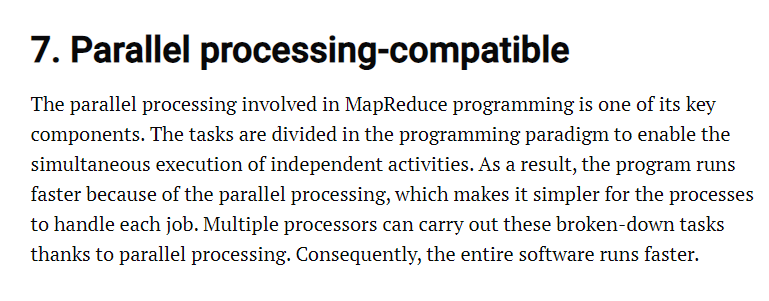 7. Parallel processing-compatible
The parallel processing involved in MapReduce programming is one of its key
components. The tasks are divided in the programming paradigm to enable the
simultaneous execution of independent activities. As a result, the program runs
faster because of the parallel processing, which makes it simpler for the processes
to handle each job. Multiple processors can carry out these broken-down tasks
thanks to parallel processing. Consequently, the entire software runs faster.